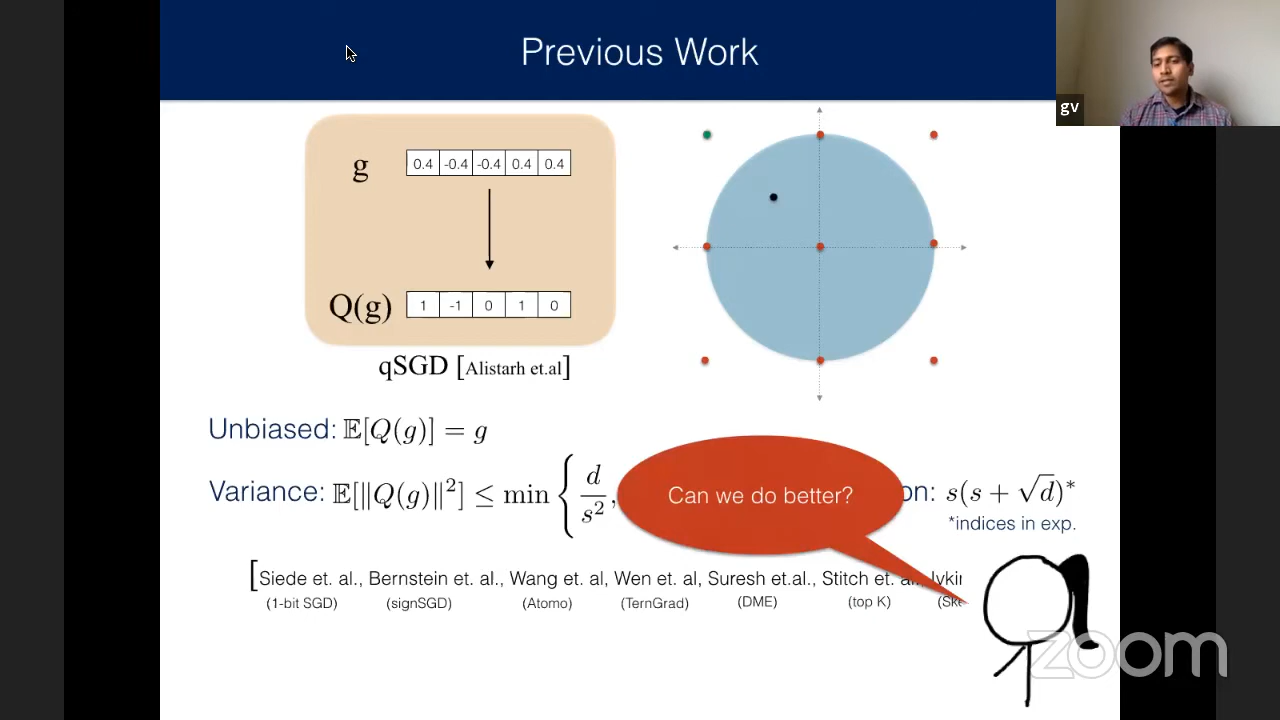 Previous Work
gv
g
0.4 -0.4 -0.4 0.4 0.4
Q(g)
1 -1 0 1 0
qSGD [Alistarh et.al]
Unbiased: 𝔼[Q(g)] = g
Variance: 𝔼[‖Q(g)‖²] ≤ min { d/s²,
Can we do better?
on: s(s + √d)*
*indices in exp.
[Siede et. al., Bernstein et. al., Wang et. al, Wen et. al, Suresh et.al., Stitch et. al.,
(1-bit SGD) (signSGD) (Atomo) (TernGrad) (DME) (top K)
zoom